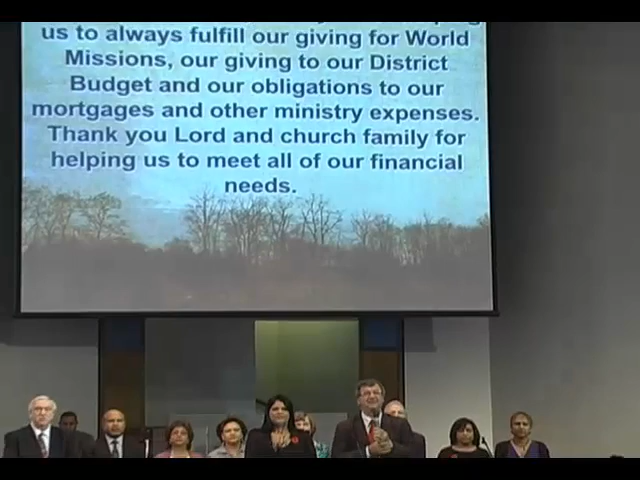 us to always fulfill our giving for World
Missions, our giving to our District
Budget and our obligations to our
mortgages and other ministry expenses.
Thank you Lord and church family for
helping us to meet all of our financial
needs.